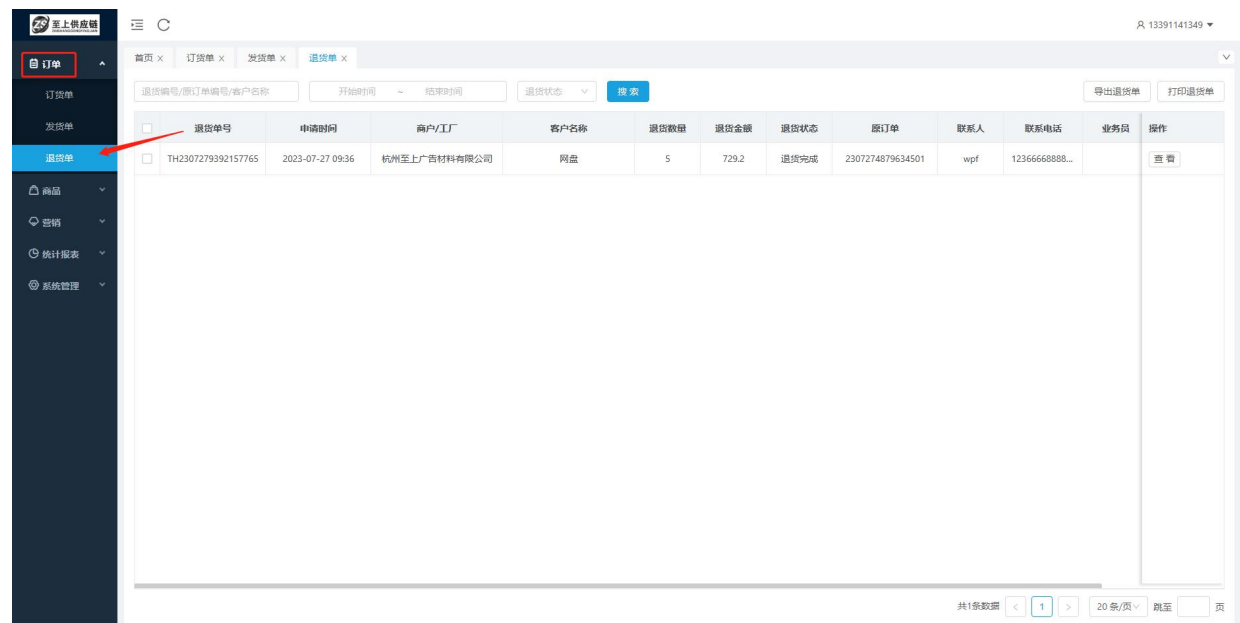 至上供应链
13391141349
订单
订货单
发货单
退货单
商品
营销
统计报表
系统管理
首页 × 订货单 × 发货单 × 退货单 ×
退货编号/原订单编号/客户名称 开始时间 ~ 结束时间 退货状态 搜索 导出退货单 打印退货单
退货单号 申请时间 商户/工厂 客户名称 退货数量 退货金额 退货状态 原订单 联系人 联系电话 业务员 操作
TH2307279392157765 2023-07-27 09:36 杭州至上广告材料有限公司 网盘 5 729.2 退货完成 2307274879634501 wpf 12366668888... 查看
共1条数据 < 1 > 20 条/页 跳至 页